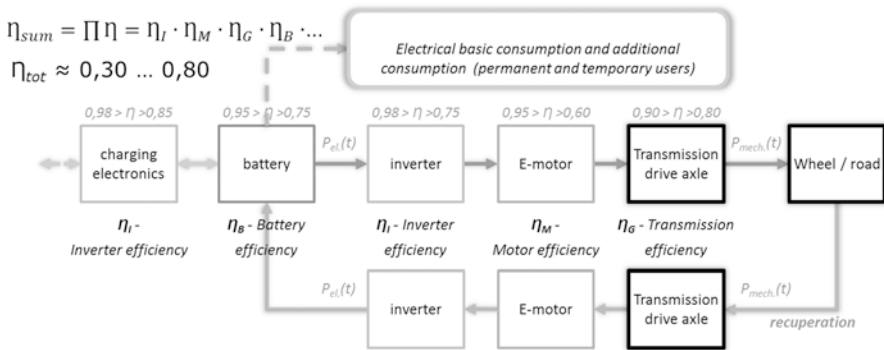 η_sum = ∏ η = η_I · η_M · η_G · η_B · ...
η_tot ≈ 0,30 ... 0,80
Electrical basic consumption and additional
consumption (permanent and temporary users)
0,98 > η >0,85
0,95 > η >0,75
0,98 > η >0,75
0,95 > η >0,60
0,90 > η >0,80
charging
electronics
battery
P_el.(t)
inverter
E-motor
Transmission
drive axle
P_mech.(t)
Wheel / road
η_I -
Inverter efficiency
η_B - Battery
efficiency
η_I - Inverter
efficiency
η_M -
Motor efficiency
η_G - Transmission
efficiency
P_el.(t)
inverter
E-motor
Transmission
drive axle
P_mech.(t)
recuperation